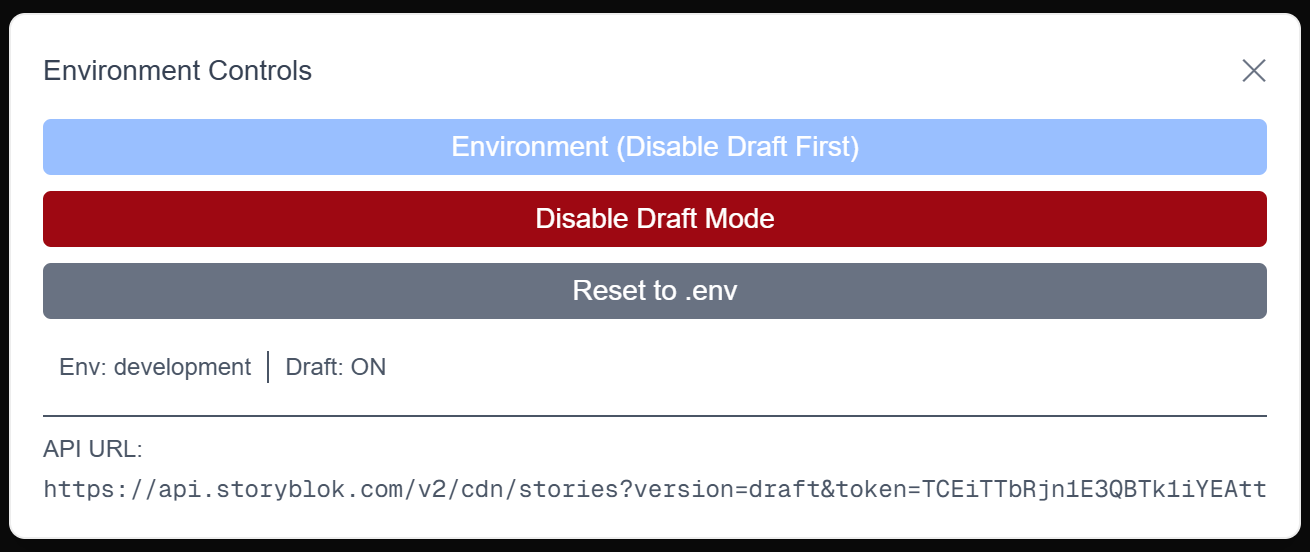 Environment Controls
Environment (Disable Draft First)
Disable Draft Mode
Reset to .env
Env: development | Draft: ON
API URL:
https://api.storyblok.com/v2/cdn/stories?version=draft&token=TCEiTTbRjn1E3QBTk1iYEAtt